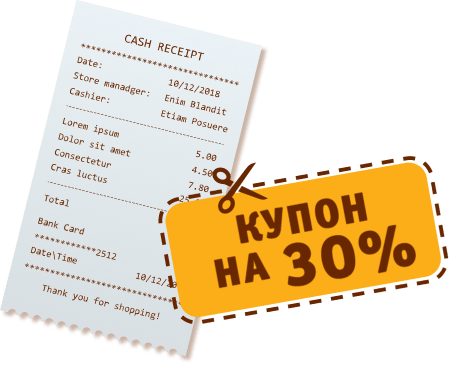 CASH RECEIPT
******************************
Date: 10/12/2018
Store manadger: Enim Blandit
Cashier: Etiam Posuere
Lorem ipsum 5.00
Dolor sit amet 4.50
Consectetur 7.80
Cras luctus
Total
Bank Card
************2512
Date\Time
******************************
Thank you for shopping!
КУПОН
НА 30%